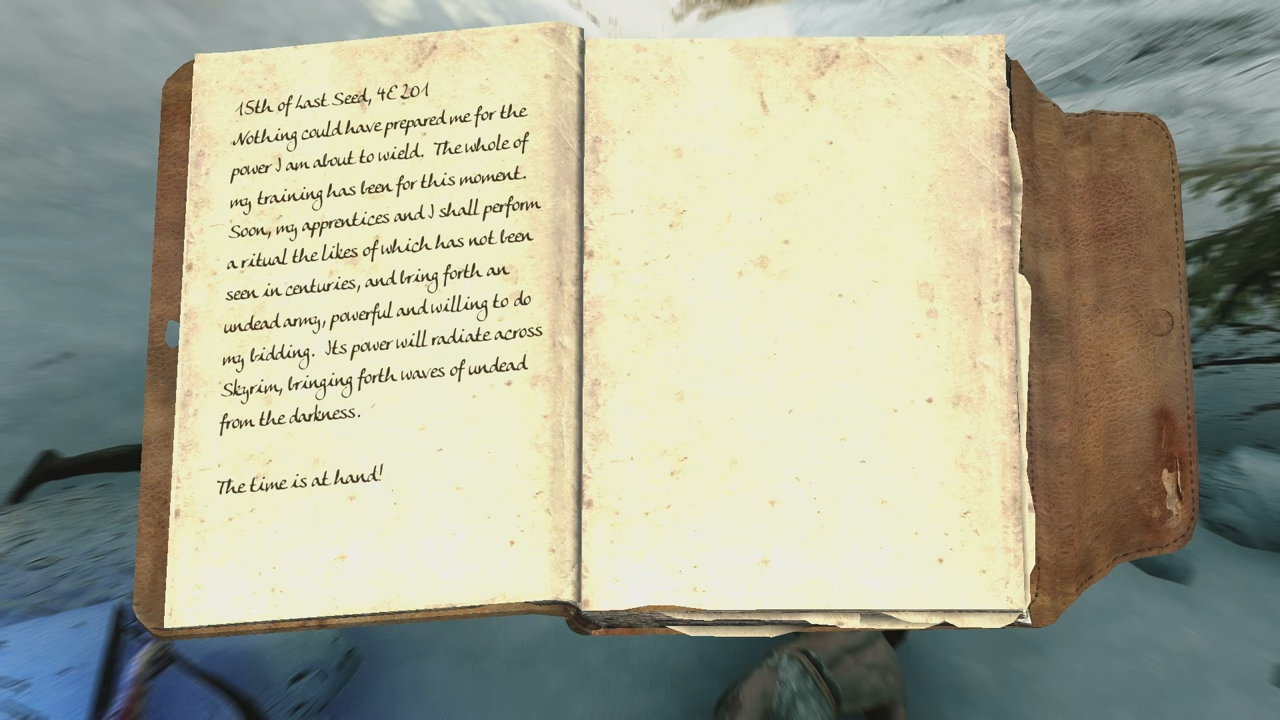 15th of Last Seed, 4E 201
Nothing could have prepared me for the
power I am about to wield. The whole of
my training has been for this moment.
Soon, my apprentices and I shall perform
a ritual the likes of which has not been
seen in centuries, and bring forth an
undead army, powerful and willing to do
my bidding. Its power will radiate across
Skyrim, bringing forth waves of undead
from the darkness.
The time is at hand!